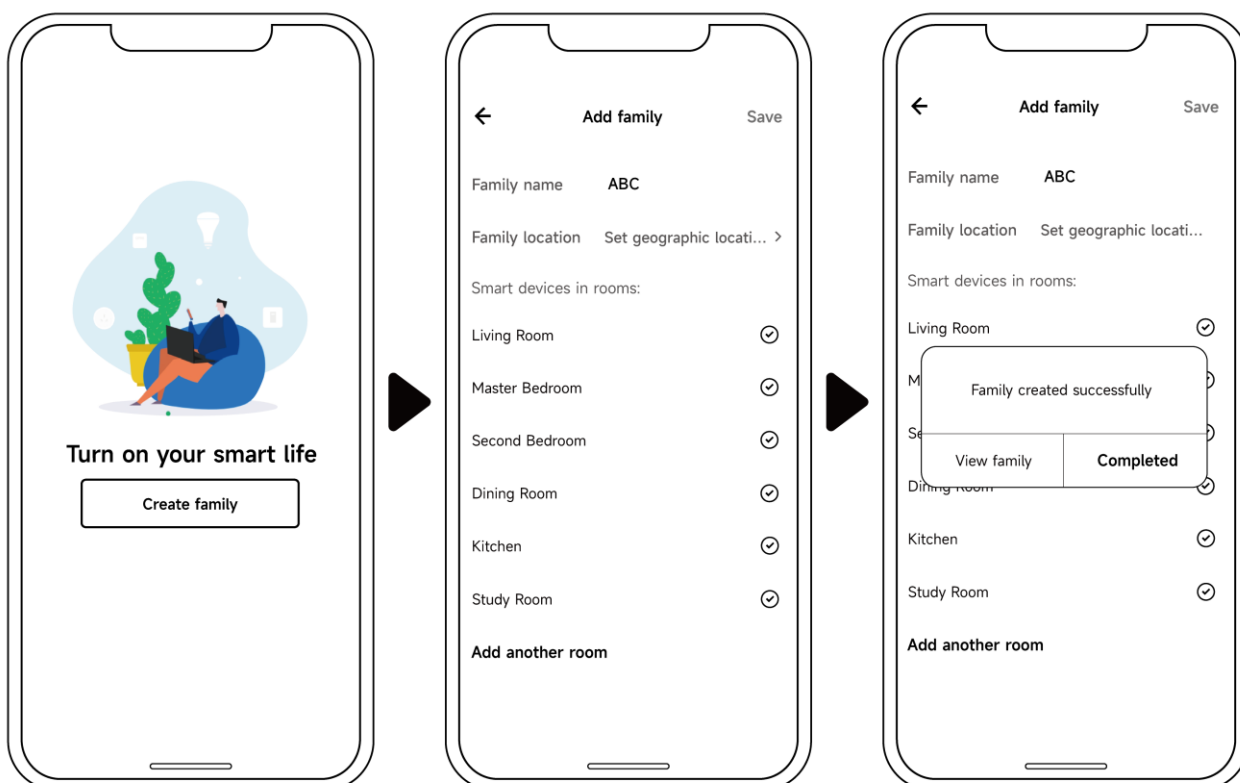 Turn on your smart life
Create family
Add family
Save
Family name
ABC
Family location
Set geographic locati...
Smart devices in rooms:
Living Room
Master Bedroom
Second Bedroom
Dining Room
Kitchen
Study Room
Add another room
Add family
Save
Family name
ABC
Family location
Set geographic locati...
Smart devices in rooms:
Living Room
M
Family created successfully
Se
View family
Completed
Dining Room
Kitchen
Study Room
Add another room